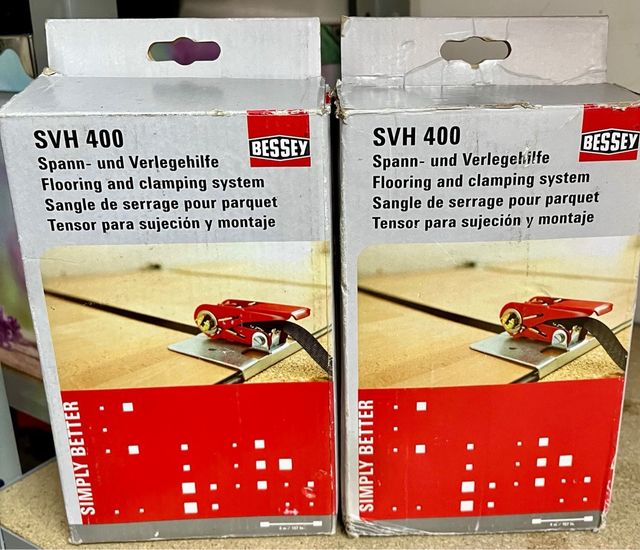 SVH 400
BESSEY
Spann- und Verlegehilfe
Flooring and clamping system
Sangle de serrage pour parquet
Tensor para sujeción y montaje
SIMPLY BETTER
SVH 400
BESSEY
Spann- und Verlegehilfe
Flooring and clamping system
Sangle de serrage pour parquet
Tensor para sujeción y montaje
SIMPLY BETTER